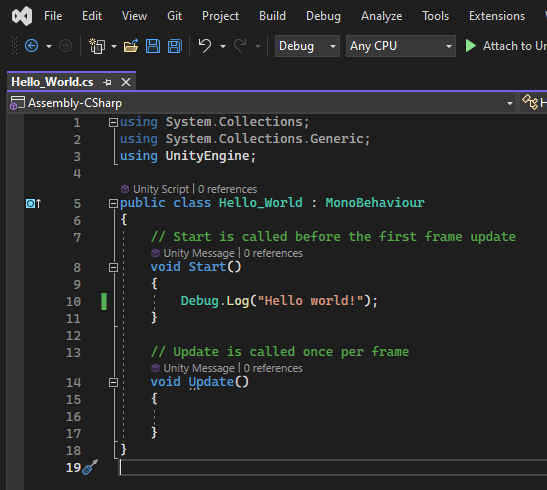 File Edit View Git Project Build Debug Analyze Tools Extensions W
Debug Any CPU Attach to Un
Hello_World.cs
Assembly-CSharp H
1 using System.Collections;
2 using System.Collections.Generic;
3 using UnityEngine;
4
Unity Script | 0 references
5 public class Hello_World : MonoBehaviour
6 {
7 // Start is called before the first frame update
Unity Message | 0 references
8 void Start()
9 {
10 Debug.Log("Hello world!");
11 }
12
13 // Update is called once per frame
Unity Message | 0 references
14 void Update()
15 {
16
17 }
18 }
19